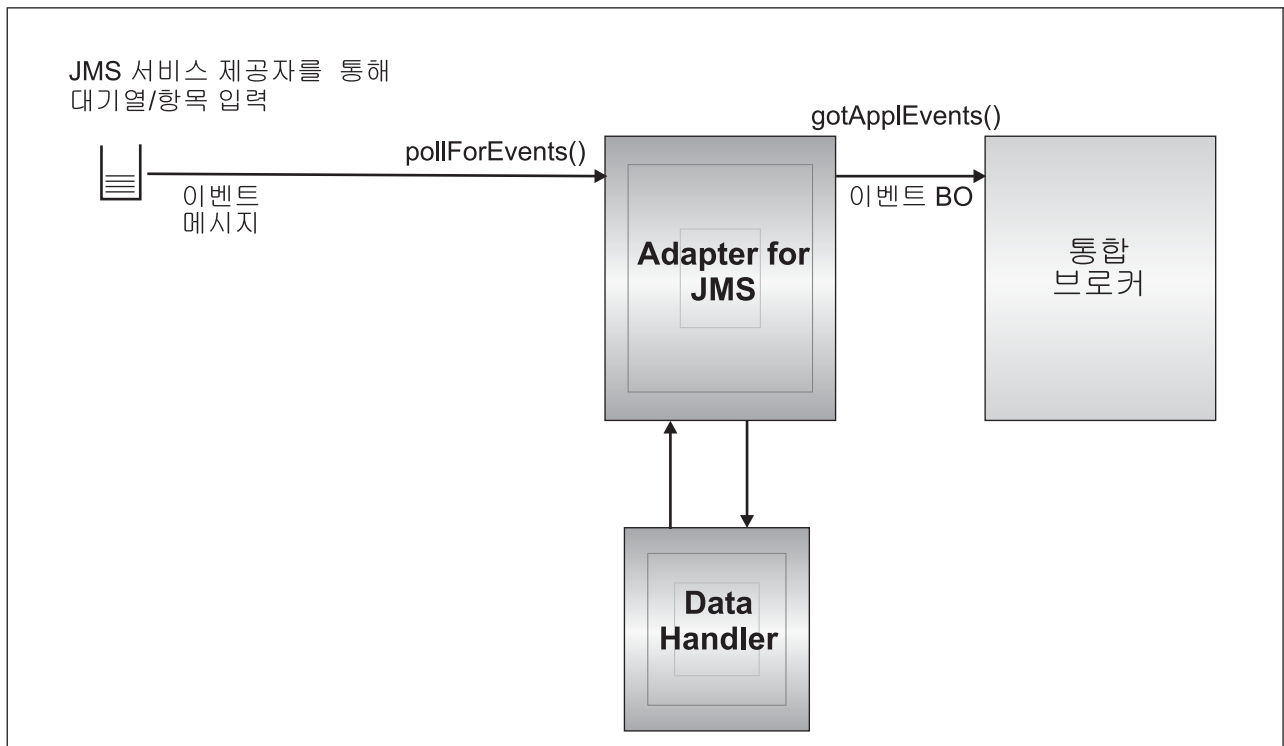 JMS 서비스 제공자를 통해
대기열/항목 입력
pollForEvents()
이벤트
메시지
gotApplEvents()
이벤트 BO
Adapter for
JMS
통합
브로커
Data
Handler